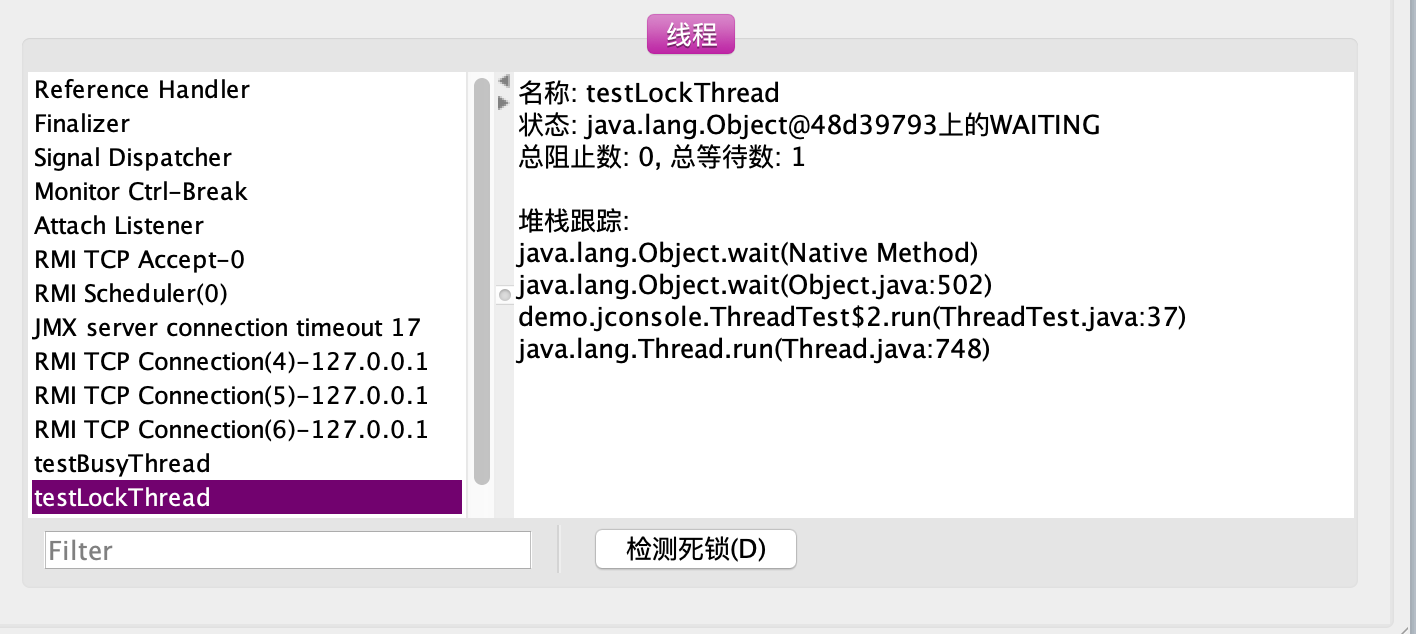 线程
Reference Handler
Finalizer
Signal Dispatcher
Monitor Ctrl-Break
Attach Listener
RMI TCP Accept-0
RMI Scheduler(0)
JMX server connection timeout 17
RMI TCP Connection(4)-127.0.0.1
RMI TCP Connection(5)-127.0.0.1
RMI TCP Connection(6)-127.0.0.1
testBusyThread
testLockThread
名称: testLockThread
状态: java.lang.Object@48d39793上的WAITING
总阻止数: 0, 总等待数: 1
堆栈跟踪:
java.lang.Object.wait(Native Method)
java.lang.Object.wait(Object.java:502)
demo.jconsole.ThreadTest$2.run(ThreadTest.java:37)
java.lang.Thread.run(Thread.java:748)
Filter
检测死锁(D)